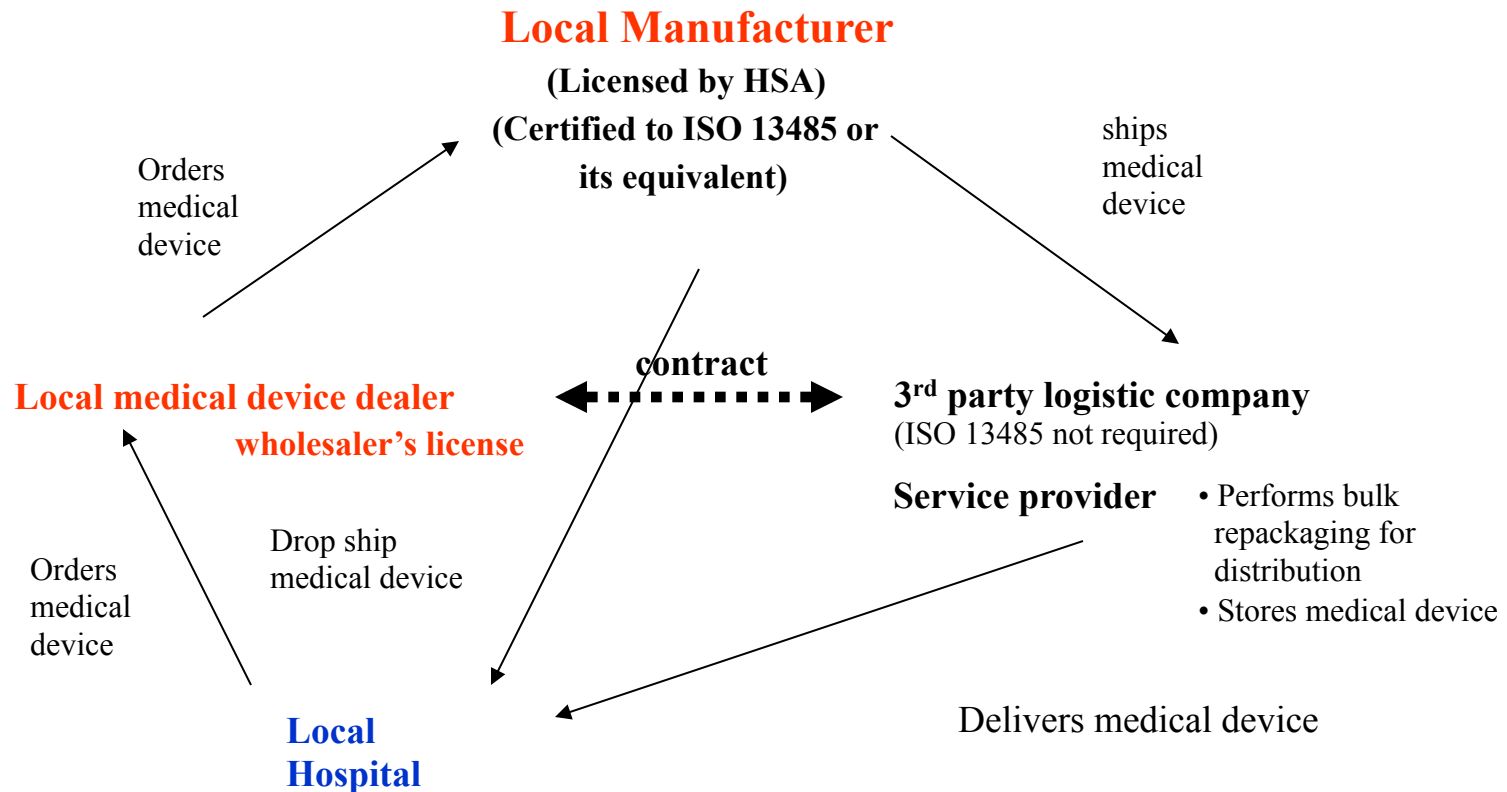 Local Manufacturer
(Licensed by HSA)
(Certified to ISO 13485 or
its equivalent)
Orders
medical
device
ships
medical
device
contract
Local medical device dealer
wholesaler’s license
3rd party logistic company
(ISO 13485 not required)
Service provider
• Performs bulk
repackaging for
distribution
• Stores medical device
Drop ship
medical device
Orders
medical
device
Delivers medical device
Local
Hospital